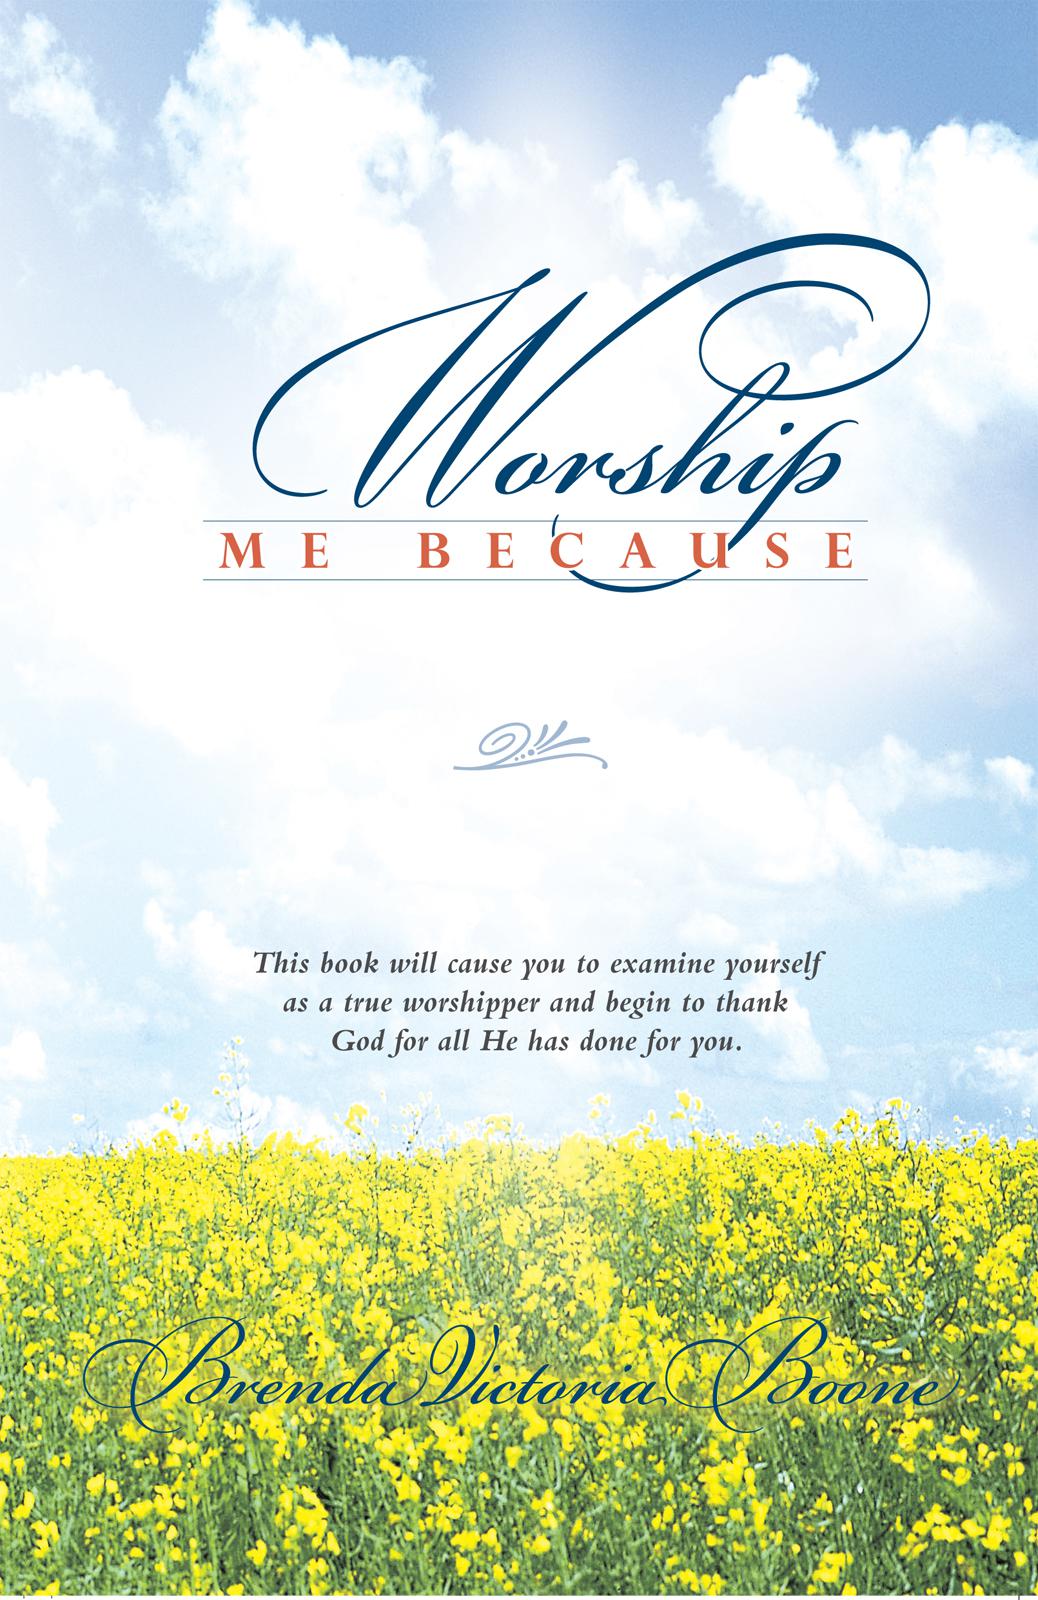 Worship
ME BECAUSE
This book will cause you to examine yourself
as a true worshipper and begin to thank
God for all He has done for you.
Brenda Victoria Boone